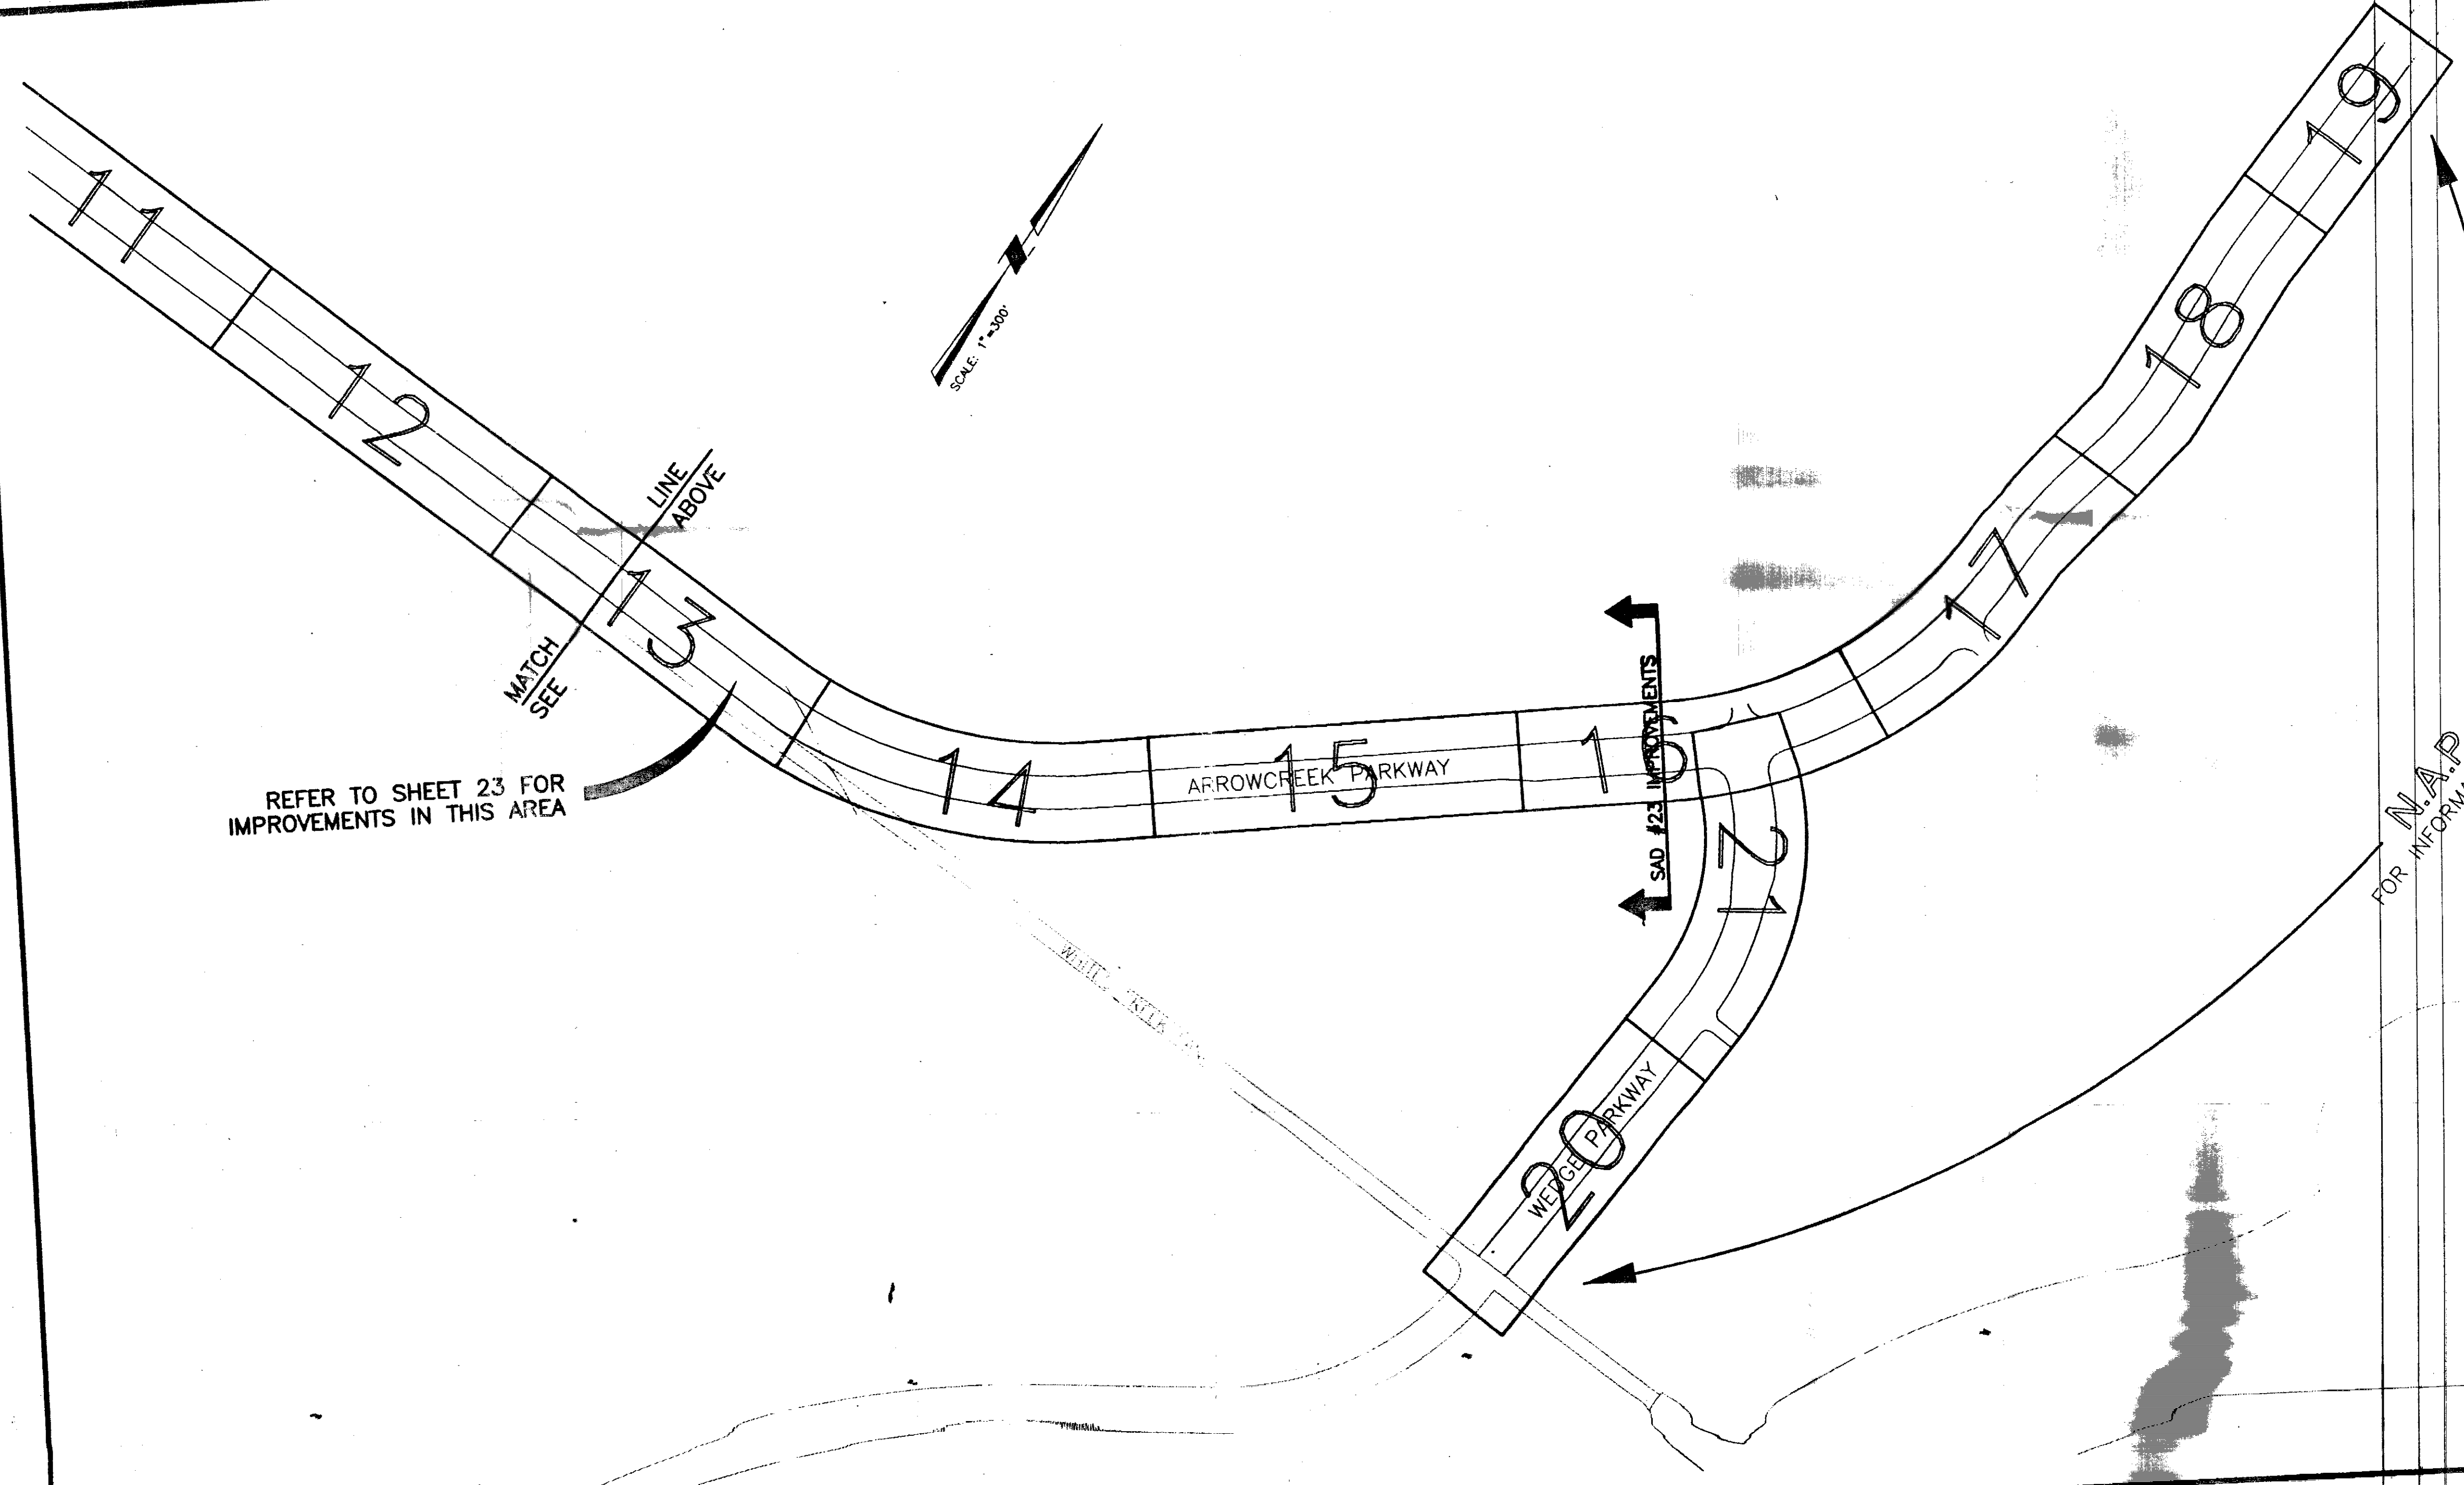 11
12
LINE
ABOVE
SCALE: 1"=300'
13
MATCH
SEE
REFER TO SHEET 23 FOR
IMPROVEMENTS IN THIS AREA
14
15
ARROWCREEK PARKWAY
16
SAD #23 IMPROVEMENTS
17
18
19
21
20
WEDGE PARKWAY
N.A.P
FOR